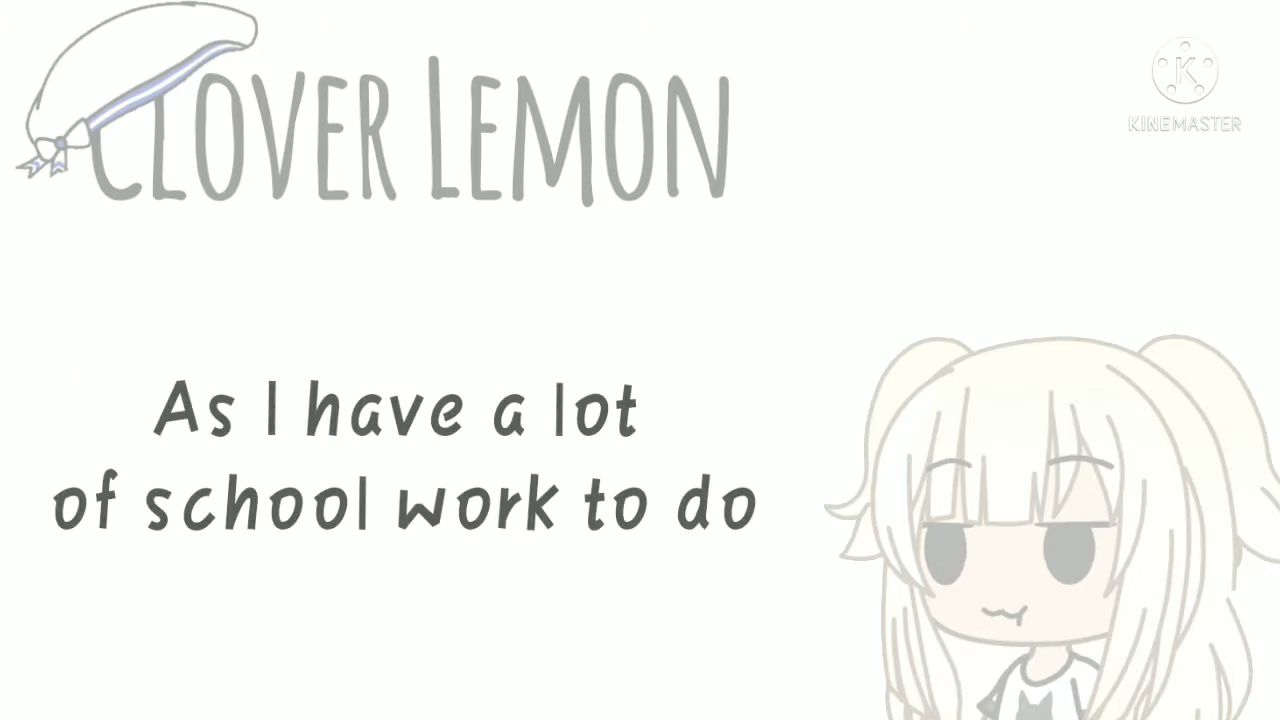 CLOVER LEMON
K
KINEMASTER
As I have a lot
of school work to do